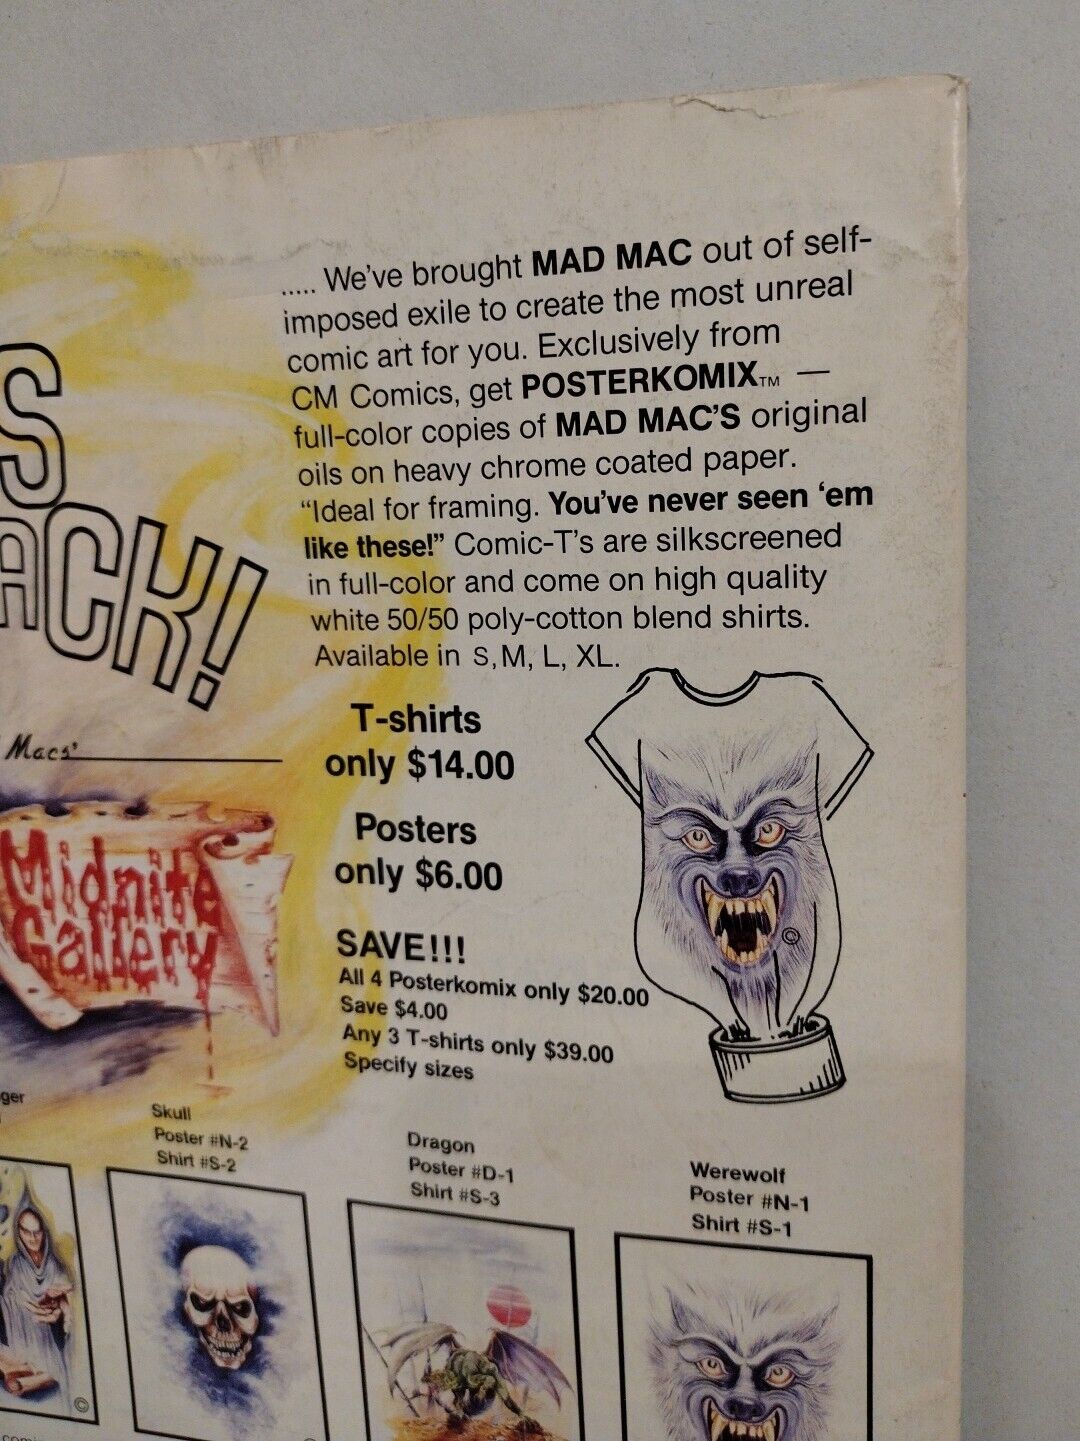 ..... We've brought MAD MAC out of self-
imposed exile to create the most unreal
comic art for you. Exclusively from
CM Comics, get POSTERKOMIX™ —
full-color copies of MAD MAC'S original
oils on heavy chrome coated paper.
"Ideal for framing. You've never seen 'em
like these!" Comic-T's are silkscreened
in full-color and come on high quality
white 50/50 poly-cotton blend shirts.
Available in S, M, L, XL.
S
ACK!
Macs'
Midnite
Gallery
T-shirts
only $14.00
Posters
only $6.00
SAVE!!!
All 4 Posterkomix only $20.00
Save $4.00
Any 3 T-shirts only $39.00
Specify sizes
©
ger
Skull
Poster #N-2
Shirt #S-2
Dragon
Poster #D-1
Shirt #S-3
Werewolf
Poster #N-1
Shirt #S-1
©